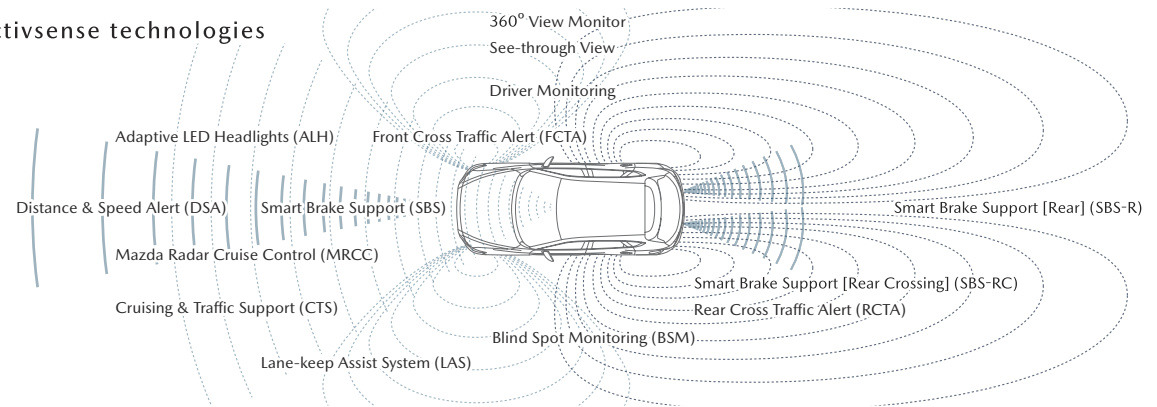 ctivsense technologies
360° View Monitor
See-through View
Driver Monitoring
Adaptive LED Headlights (ALH)
Front Cross Traffic Alert (FCTA)
Distance & Speed Alert (DSA)
Smart Brake Support (SBS)
Smart Brake Support [Rear] (SBS-R)
Mazda Radar Cruise Control (MRCC)
Smart Brake Support [Rear Crossing] (SBS-RC)
Cruising & Traffic Support (CTS)
Rear Cross Traffic Alert (RCTA)
Blind Spot Monitoring (BSM)
Lane-keep Assist System (LAS)